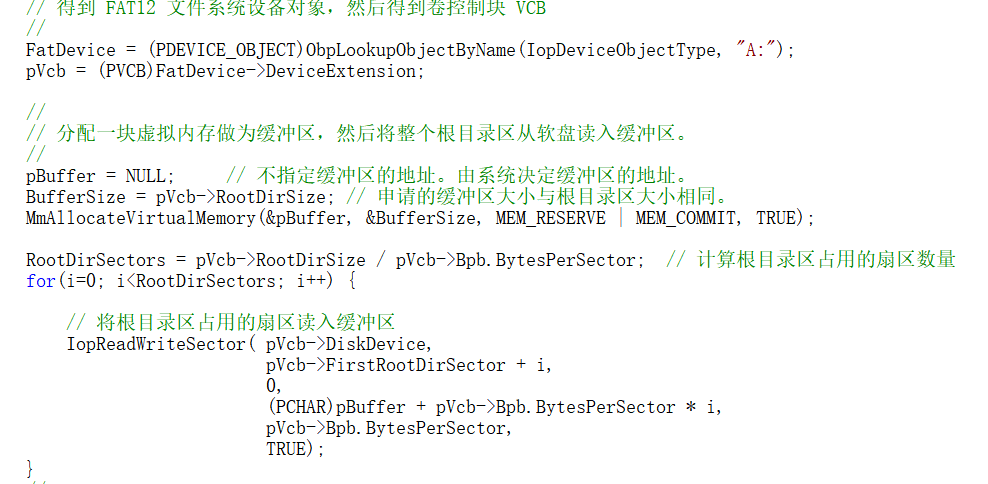 // 得到 FAT12 文件系统设备对象，然后得到卷控制块 VCB
//
FatDevice = (PDEVICE_OBJECT)ObpLookupObjectByName(IopDeviceObjectType, "A:");
pVcb = (PVCB)FatDevice->DeviceExtension;
//
// 分配一块虚拟内存做为缓冲区，然后将整个根目录区从软盘读入缓冲区。
//
pBuffer = NULL;     // 不指定缓冲区的地址。由系统决定缓冲区的地址。
BufferSize = pVcb->RootDirSize; // 申请的缓冲区大小与根目录区大小相同。
MmAllocateVirtualMemory(&pBuffer, &BufferSize, MEM_RESERVE | MEM_COMMIT, TRUE);
RootDirSectors = pVcb->RootDirSize / pVcb->Bpb.BytesPerSector;  // 计算根目录区占用的扇区数量
for(i=0; i<RootDirSectors; i++) {
// 将根目录区占用的扇区读入缓冲区
IopReadWriteSector( pVcb->DiskDevice,
pVcb->FirstRootDirSector + i,
0,
(PCHAR)pBuffer + pVcb->Bpb.BytesPerSector * i,
pVcb->Bpb.BytesPerSector,
TRUE);
}